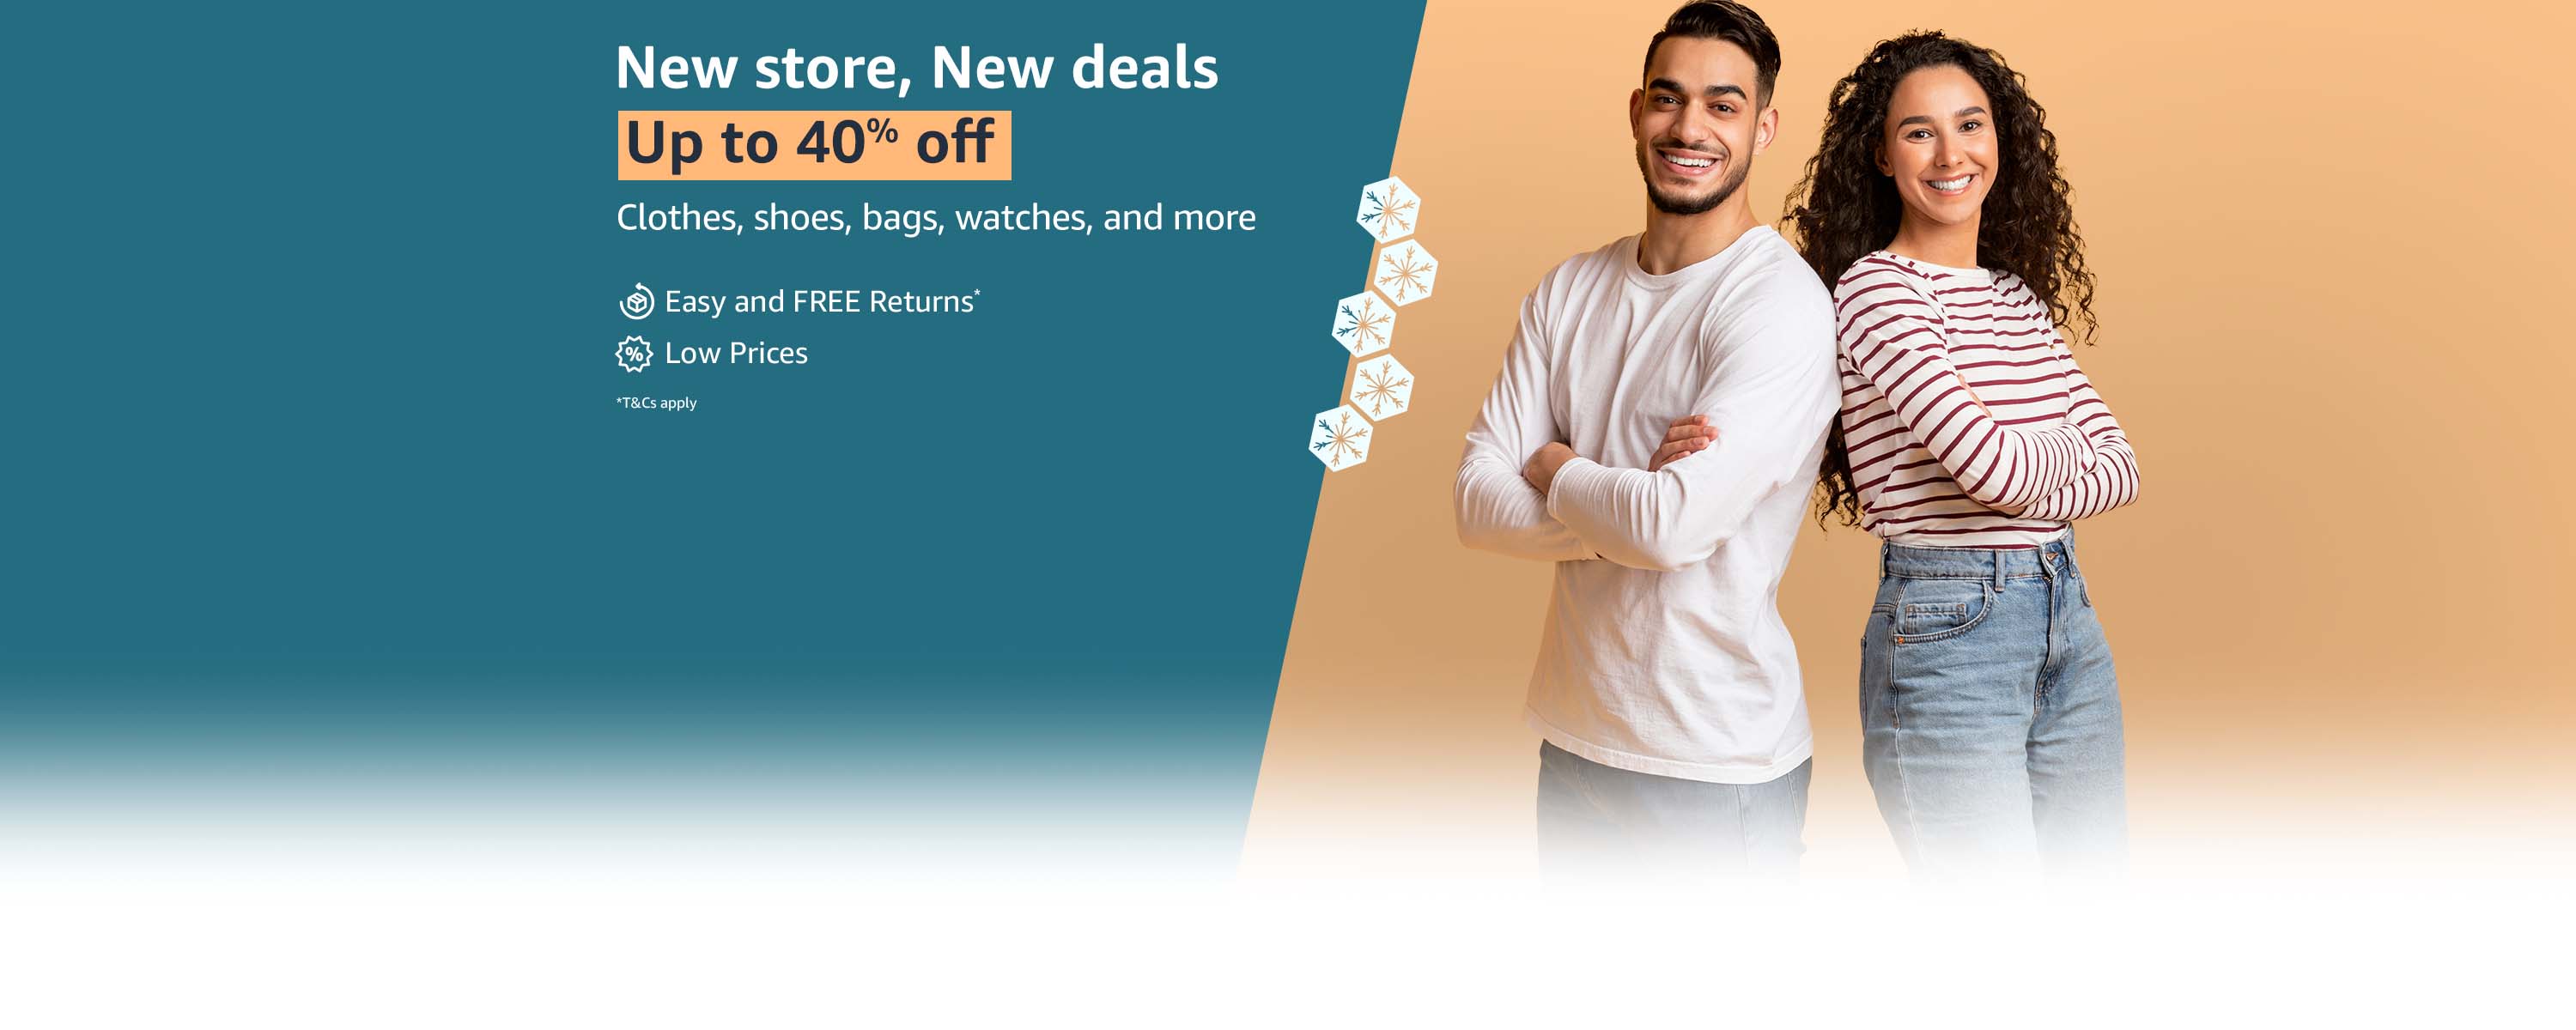 New store, New deals
Up to 40% off
Clothes, shoes, bags, watches, and more
Easy and FREE Returns*
% Low Prices
*T&Cs apply